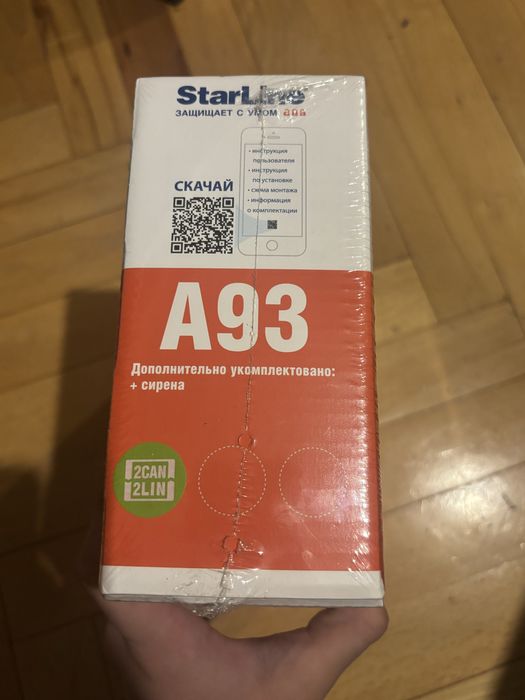 StarLine
ЗАЩИЩАЕТ С УМОМ
• инструкция
пользователя
• инструкция
по установке
• схема монтажа
• информация
о комплектации
СКАЧАЙ
A93
Дополнительно укомплектовано:
+ сирена
2CAN
2LIN